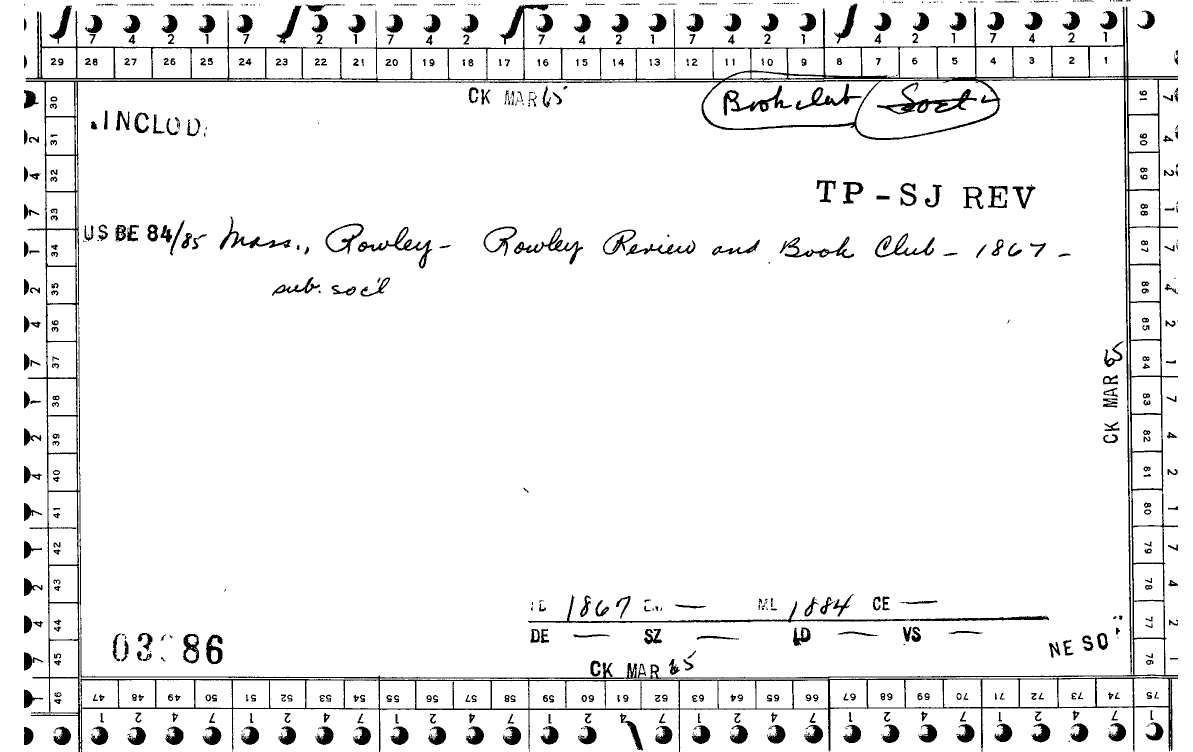 7 4 2 1 7 4 2 1 7 4 2 1 7 4 2 1 7 4 2 1 7 4 2 1 7 4 2 1
29 28 27 26 25 24 23 22 21 20 19 18 17 16 15 14 13 12 11 10 9 8 7 6 5 4 3 2 1
CK MAR 65
Book club Soc'l
.INCLOD.
TP-SJ REV
US BE 84/85 Mass., Rowley - Rowley Review and Book Club - 1867 -
sub. soc'l
CK MAR 65
1867 — ML 1884 CE —
DE — SZ — LD — VS —
03 86
NE SO
CK MAR 65
30 31 32 33 34 35 36 37 38 39 40 41 42 43 44 45 46
91 90 89 88 87 86 85 84 83 82 81 80 79 78 77 76
47 48 49 50 51 52 53 54 55 56 57 58 59 60 61 62 63 64 65 66 67 68 69 70 71 72 73 74 75
1 2 4 7 1 2 4 7 1 2 4 7 1 2 4 7 1 2 4 7 1 2 4 7 1 2 4 7 1